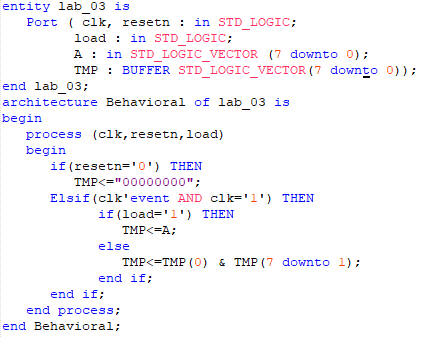 entity lab_03 is
Port ( clk, resetn : in STD_LOGIC;
load : in STD_LOGIC;
A : in STD_LOGIC_VECTOR (7 downto 0);
TMP : BUFFER STD_LOGIC_VECTOR(7 downto 0));
end lab_03;
architecture Behavioral of lab_03 is
begin
process (clk,resetn,load)
begin
if(resetn='0') THEN
TMP<="00000000";
Elsif(clk'event AND clk='1') THEN
if(load='1') THEN
TMP<=A;
else
TMP<=TMP(0) & TMP(7 downto 1);
end if;
end if;
end process;
end Behavioral;